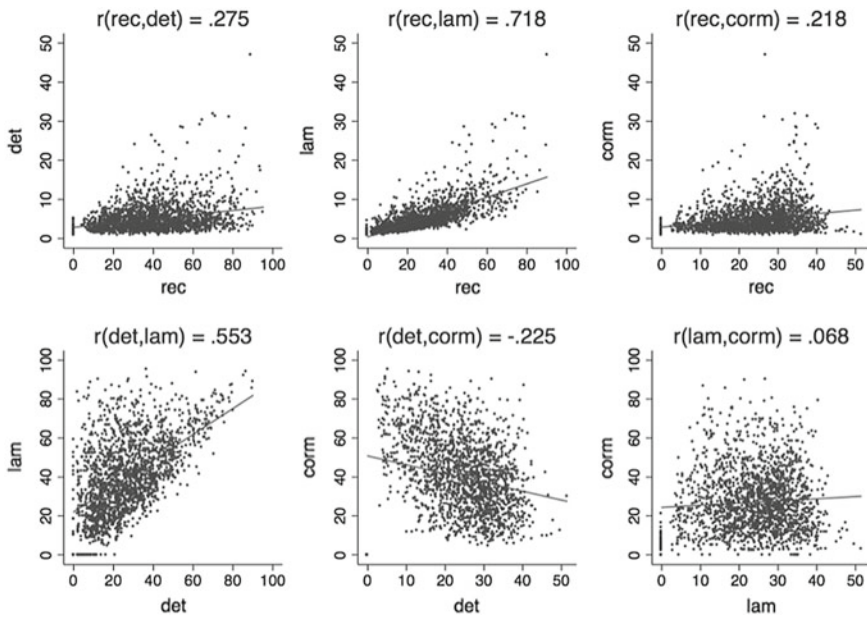 r(rec,det) = .275
r(rec,lam) = .718
r(rec,corm) = .218
det
50
40
30
20
10
0
0 20 40 60 80 100
rec
lam
50
40
30
20
10
0
0 20 40 60 80 100
rec
corm
50
40
30
20
10
0
0 10 20 30 40 50
rec
r(det,lam) = .553
r(det,corm) = -.225
r(lam,corm) = .068
lam
100
80
60
40
20
0
0 20 40 60 80 100
det
corm
100
80
60
40
20
0
0 10 20 30 40 50
det
corm
100
80
60
40
20
0
0 10 20 30 40 50
lam